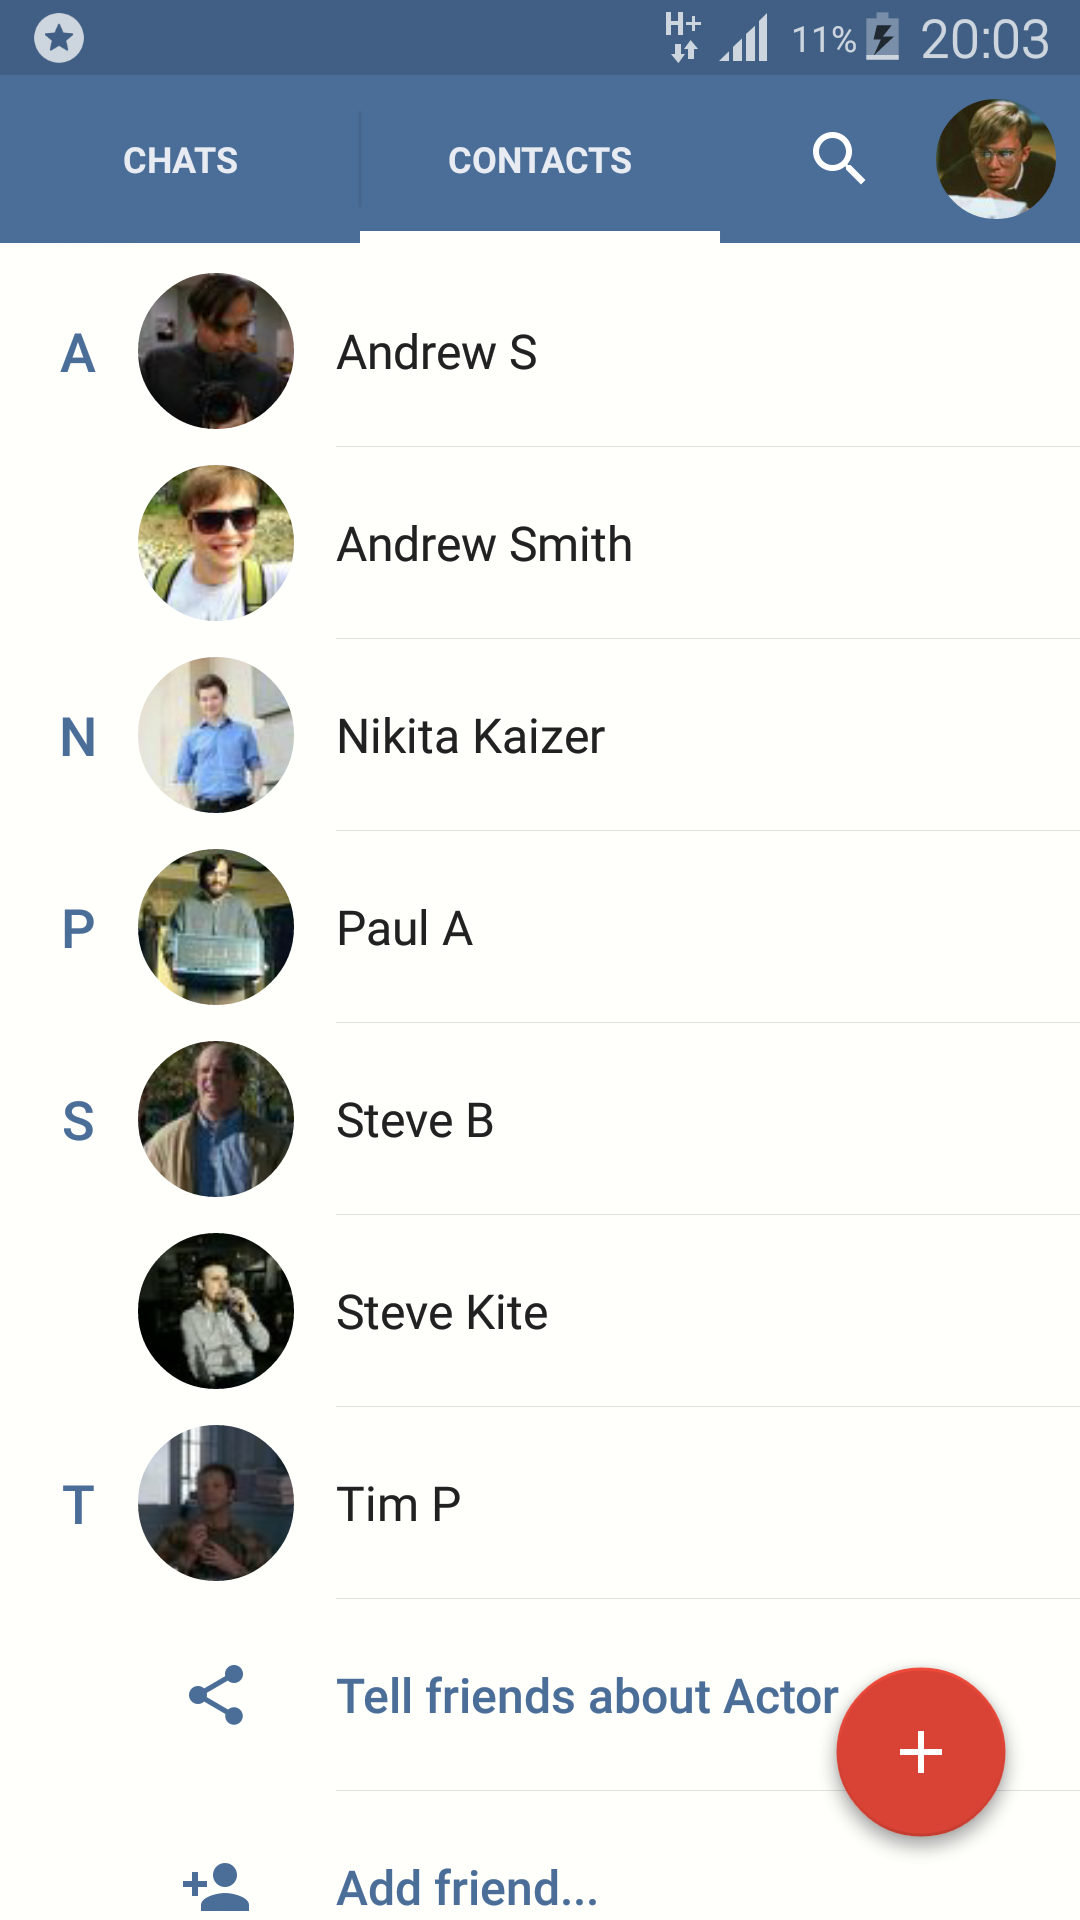 H+ 11% 20:03
CHATS CONTACTS
A Andrew S
Andrew Smith
N Nikita Kaizer
P Paul A
S Steve B
Steve Kite
T Tim P
Tell friends about Actor
Add friend...